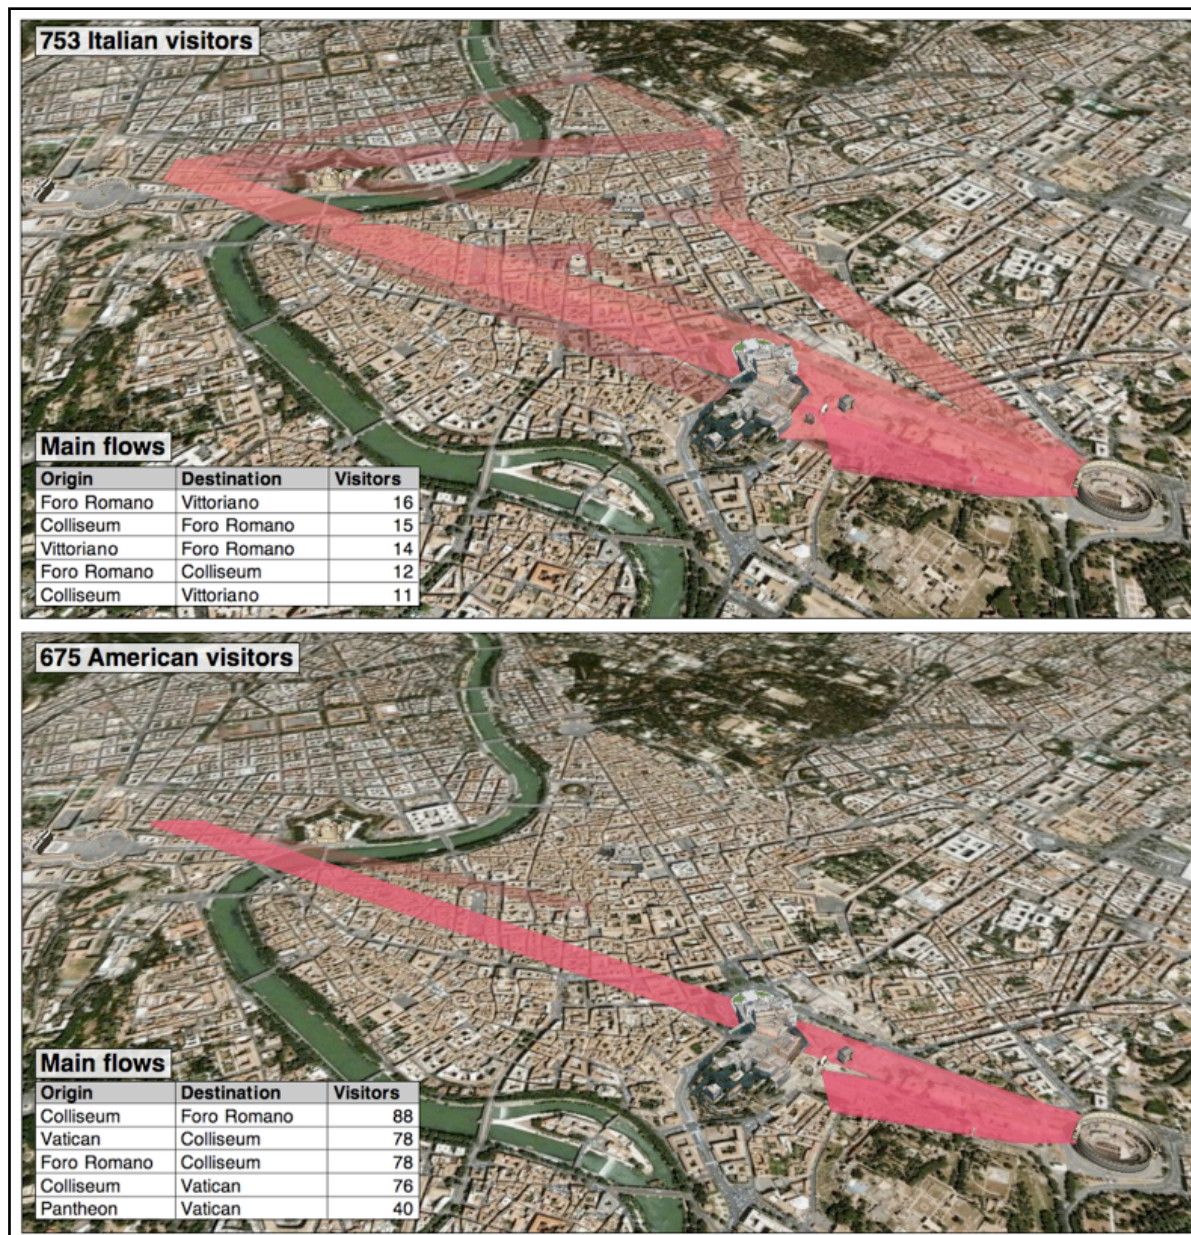 753 Italian visitors
Main flows
Origin Destination Visitors
Foro Romano Vittoriano 16
Colliseum Foro Romano 15
Vittoriano Foro Romano 14
Foro Romano Colliseum 12
Colliseum Vittoriano 11
675 American visitors
Main flows
Origin Destination Visitors
Colliseum Foro Romano 88
Vatican Colliseum 78
Foro Romano Colliseum 78
Colliseum Vatican 76
Pantheon Vatican 40